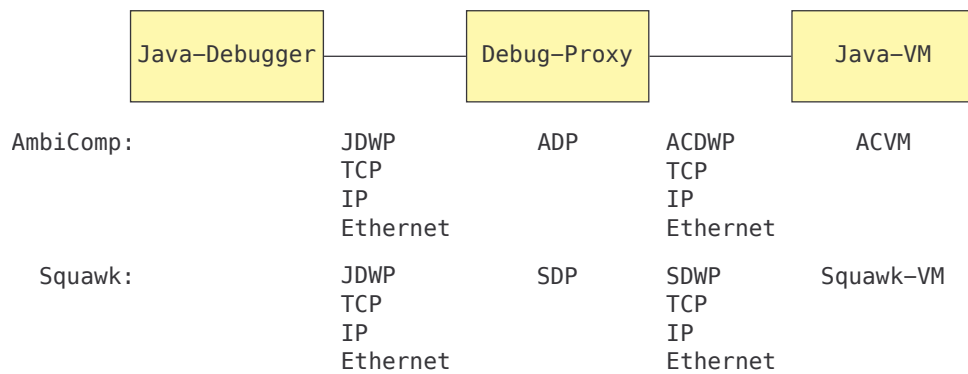 Java-Debugger Debug-Proxy Java-VM
AmbiComp: JDWP ADP ACDWP ACVM
TCP TCP
IP IP
Ethernet Ethernet
Squawk: JDWP SDP SDWP Squawk-VM
TCP TCP
IP IP
Ethernet Ethernet